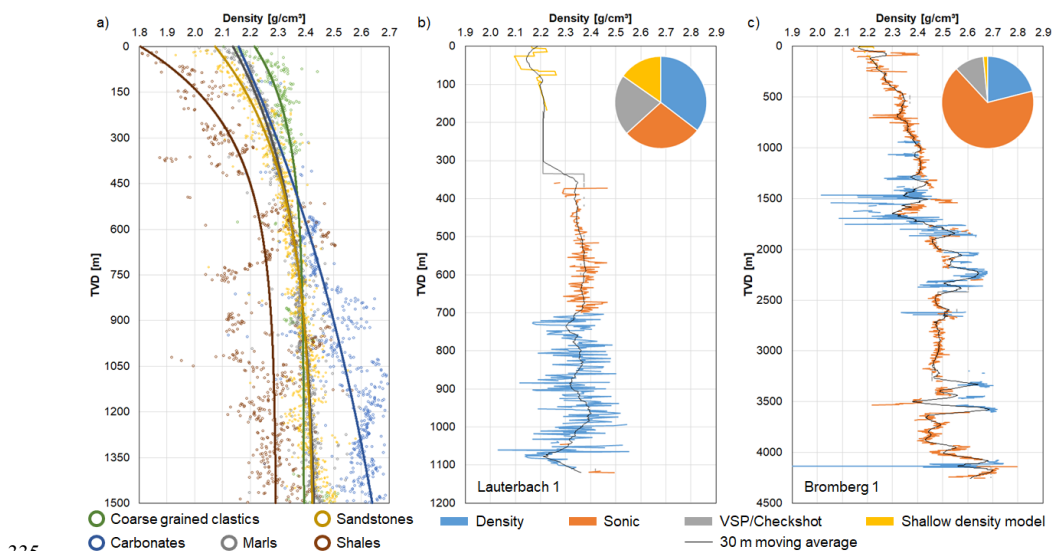 a) Density [g/cm³]
1.8 1.9 2.0 2.1 2.2 2.3 2.4 2.5 2.6 2.7
0
150
300
450
600
750
900
1050
1200
1350
1500
TVD [m]
b) Density [g/cm³]
1.9 2.0 2.1 2.2 2.3 2.4 2.5 2.6 2.7 2.8 2.9
0
100
200
300
400
500
600
700
800
900
1000
1100
1200
TVD [m]
Lauterbach 1
c) Density [g/cm³]
1.9 2.0 2.1 2.2 2.3 2.4 2.5 2.6 2.7 2.8 2.9
0
500
1000
1500
2000
2500
3000
3500
4000
4500
TVD [m]
Bromberg 1
Coarse grained clastics Sandstones
Carbonates Marls Shales
Density Sonic VSP/Checkshot Shallow density model
30 m moving average